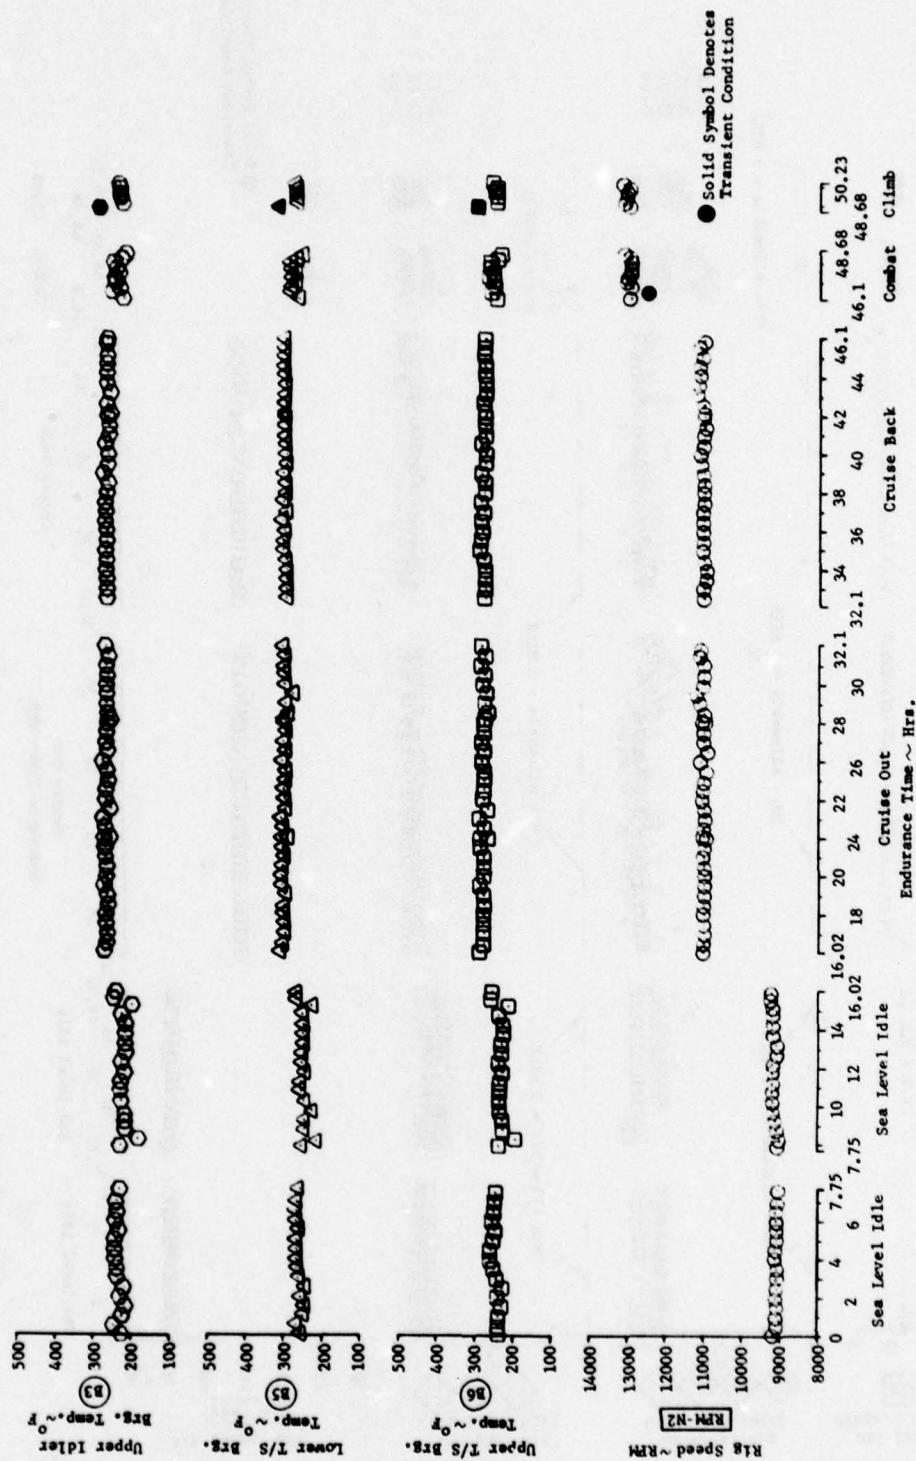 Upper Idler
Brg. Temp.~°F
B3
500
400
300
200
100
Lower T/S Brg.
Temp.~°F
B5
500
400
300
200
100
Upper T/S Brg.
Temp.~°F
B6
500
400
300
200
100
Rig Speed ~RPM
RPM-N2
14000
13000
12000
11000
10000
9000
8000
0 2 4 6 7.75
7.75 10 12 14 16.02
16.02 18 20 24 22 26 28 30 32.1
32.1 34 36 38 40 42 44 46.1
46.1 48.68
48.68 50.23
Sea Level Idle
Sea Level Idle
Cruise Out
Cruise Back
Combat
Climb
Endurance Time ~ Hrs.
Solid Symbol Denotes
Transient Condition